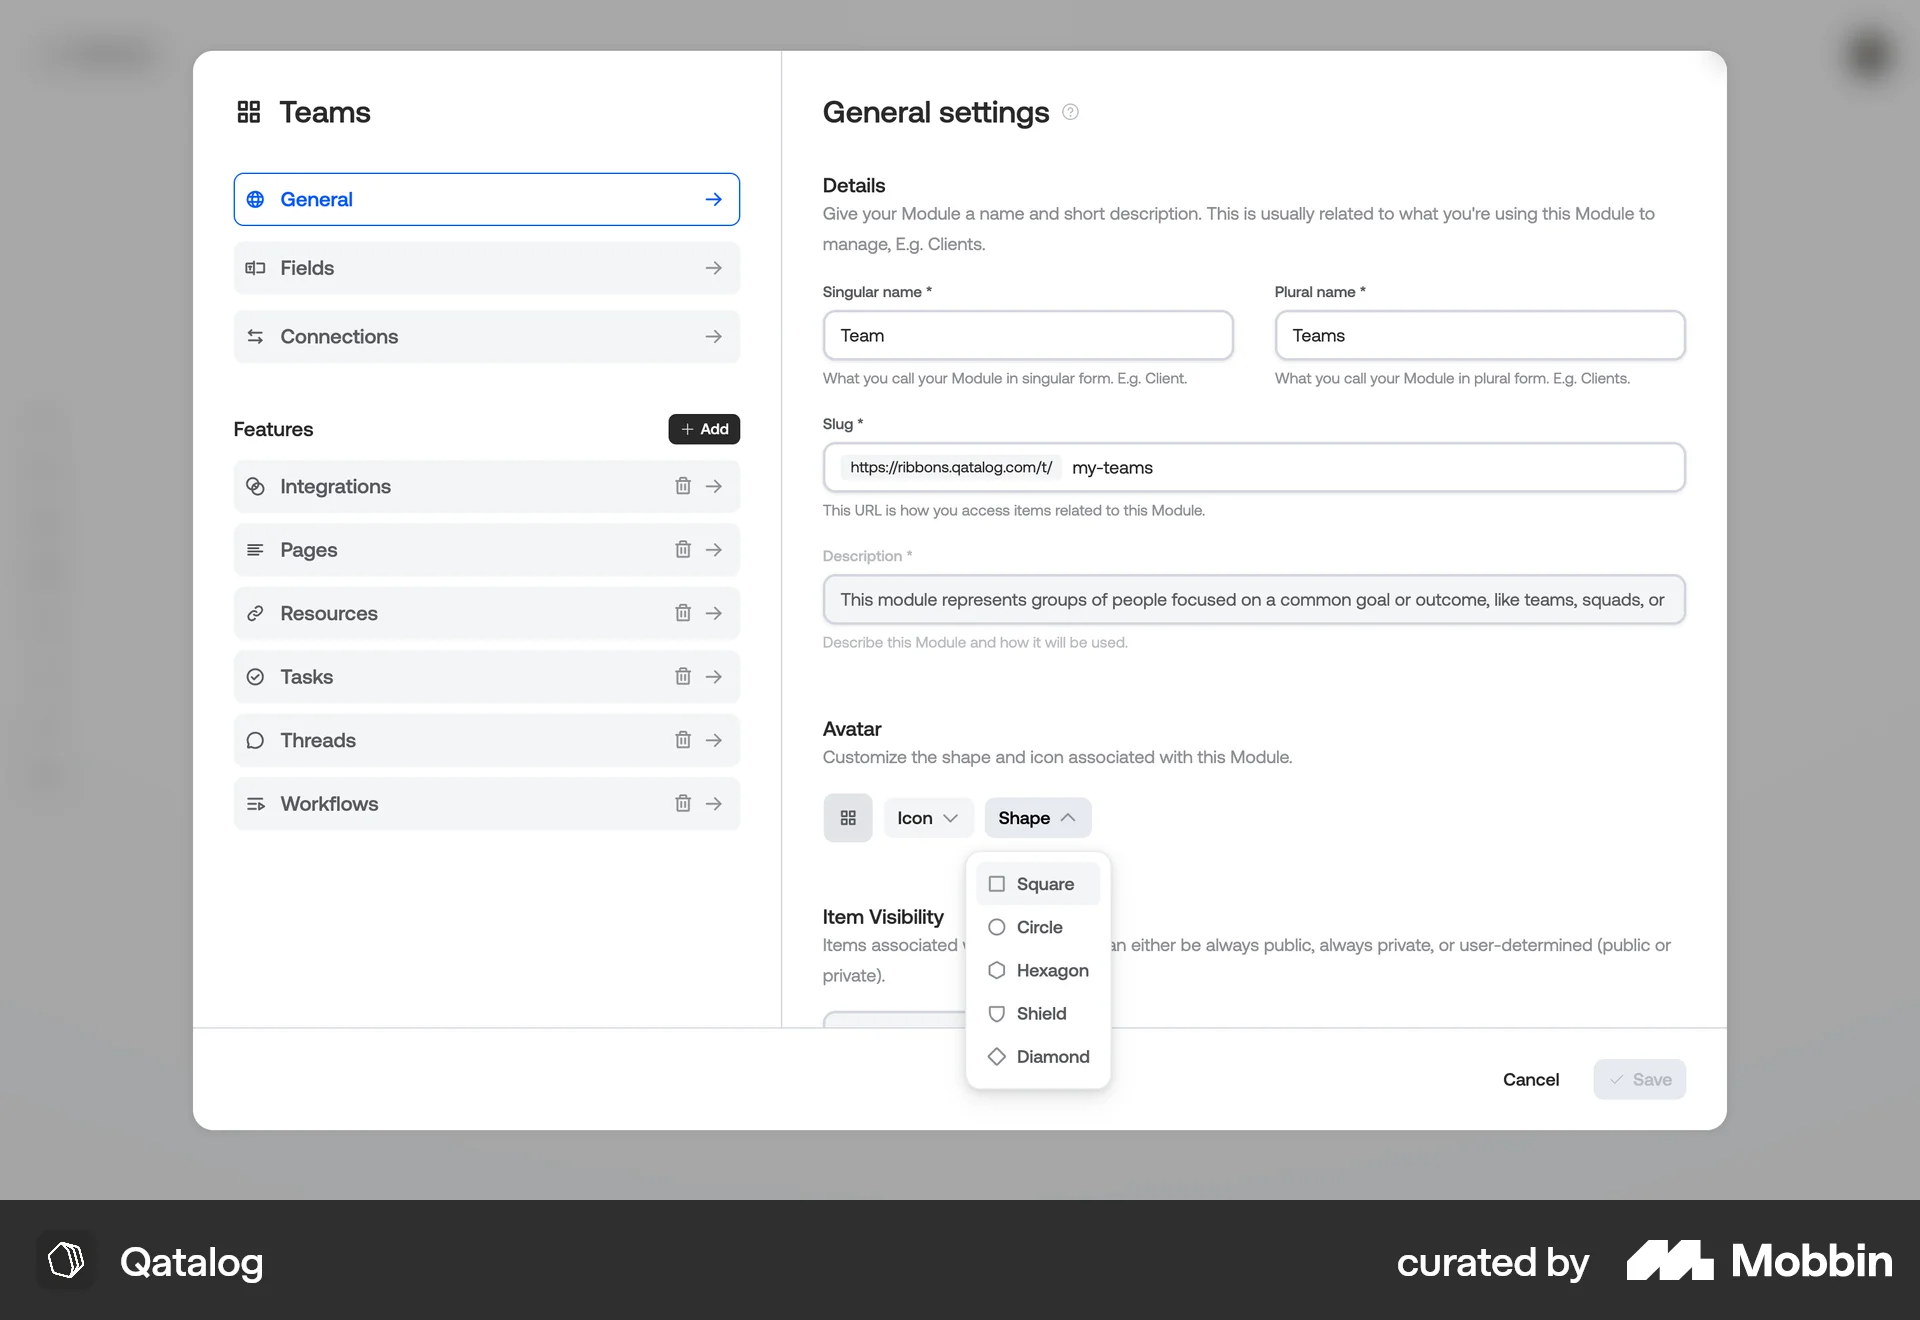 Teams
General
Fields
Connections
Features
Add
Integrations
Pages
Resources
Tasks
Threads
Workflows
General settings
Details
Give your Module a name and short description. This is usually related to what you're using this Module to
manage, E.g. Clients.
Singular name *
Plural name *
Team
Teams
What you call your Module in singular form. E.g. Client.
What you call your Module in plural form. E.g. Clients.
Slug *
https://ribbons.qatalog.com/t/ my-teams
This URL is how you access items related to this Module.
Description *
This module represents groups of people focused on a common goal or outcome, like teams, squads, or
Describe this Module and how it will be used.
Avatar
Customize the shape and icon associated with this Module.
Icon
Shape
Square
Circle
Hexagon
Shield
Diamond
Item Visibility
Items associated
either be always public, always private, or user-determined (public or
private).
Cancel
Save
Qatalog
curated by Mobbin